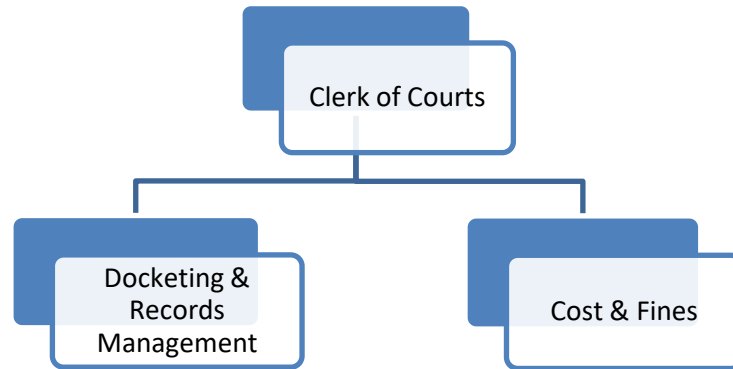 Clerk of Courts
Docketing &
Records
Management
Cost & Fines